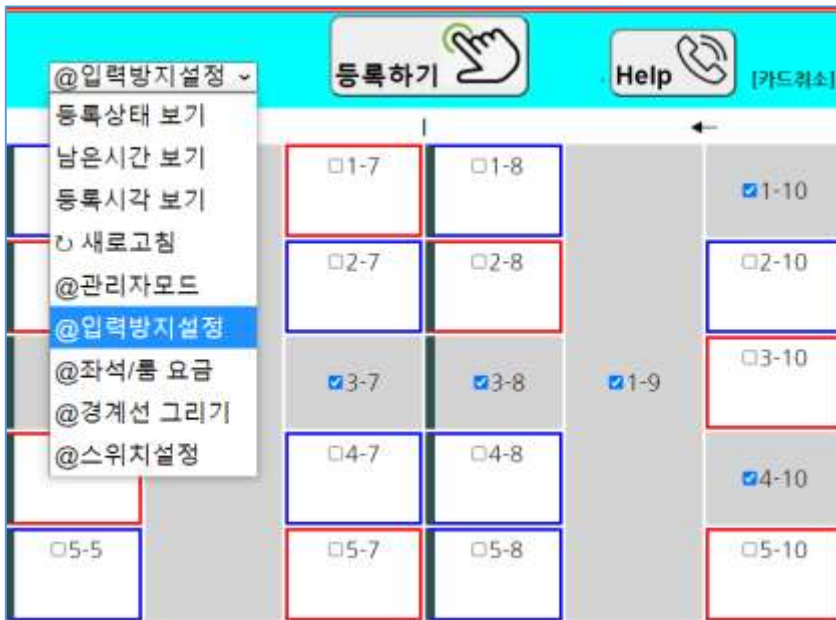 @입력방지설정
등록하기
Help
[카드취소]
등록상태 보기
남은시간 보기
등록시각 보기
↻ 새로고침
@관리자모드
@입력방지설정
@좌석/룸 요금
@경계선 그리기
@스위치설정
1-7 1-8 1-10
2-7 2-8 2-10
3-7 3-8 1-9 3-10
4-7 4-8 4-10
5-5 5-7 5-8 5-10